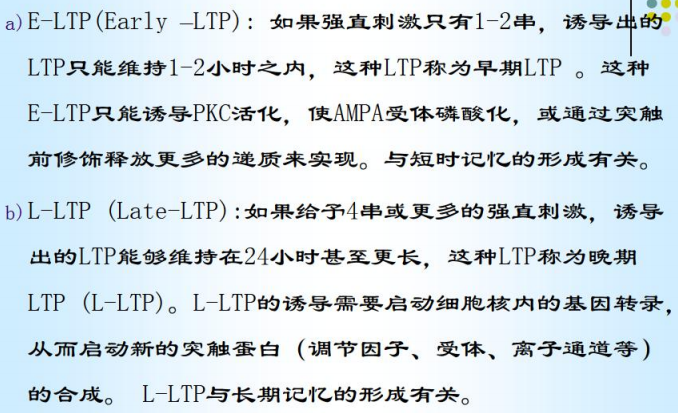 a) E-LTP(Early –LTP): 如果强直刺激只有1-2串，诱导出的
LTP只能维持1-2小时之内，这种LTP称为早期LTP 。这种
E-LTP只能诱导PKC活化，使AMPA受体磷酸化，或通过突触
前修饰释放更多的递质来实现。与短时记忆的形成有关。
b) L-LTP (Late-LTP):如果给予4串或更多的强直刺激，诱导
出的LTP能够维持在24小时甚至更长，这种LTP称为晚期
LTP (L-LTP)。L-LTP的诱导需要启动细胞核内的基因转录，
从而启动新的突触蛋白（调节因子、受体、离子通道等）
的合成。 L-LTP与长期记忆的形成有关。